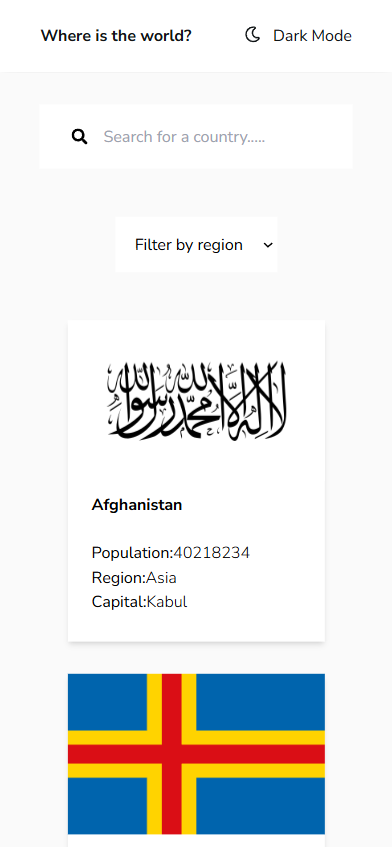 Where is the world?
Dark Mode
Search for a country.....
Filter by region
لا إله إلا الله محمد رسول الله
Afghanistan
Population:40218234
Region:Asia
Capital:Kabul